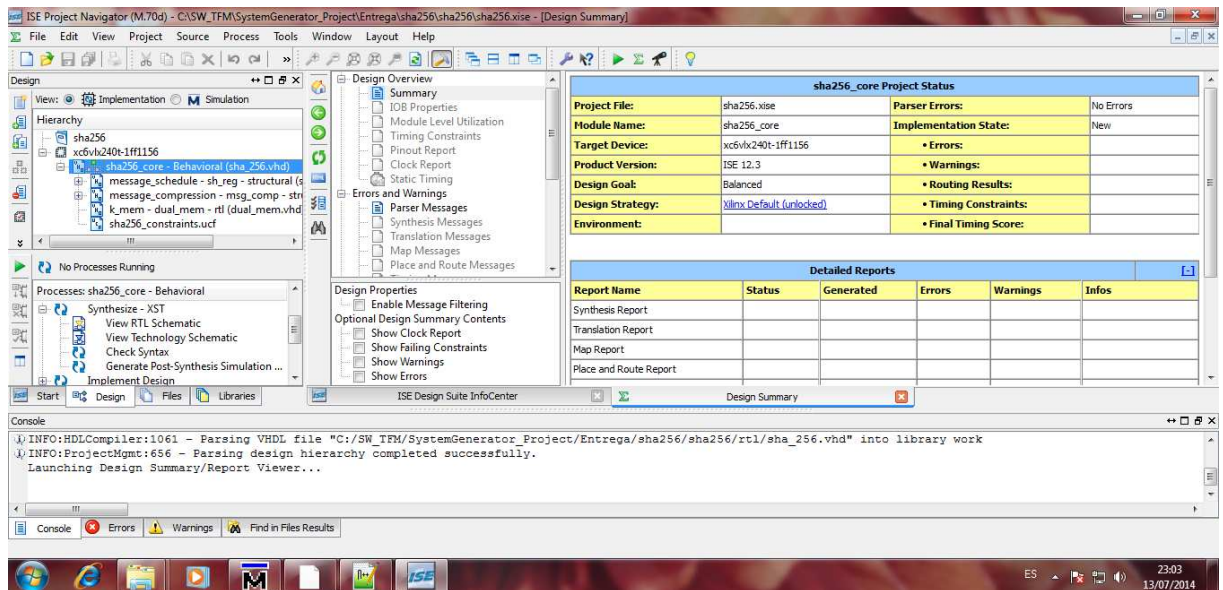 ISE Project Navigator (M.70d) - C:\SW_TFM\SystemGenerator_Project\Entrega\sha256\sha256\sha256.xise - [Design Summary]
File Edit View Project Source Process Tools Window Layout Help
Design
View: Implementation Simulation
Hierarchy
sha256
xc6vlx240t-1ff1156
sha256_core - Behavioral (sha_256.vhd)
message_schedule - sh_reg - structural (s
message_compression - msg_comp - stru
k_mem - dual_mem - rtl (dual_mem.vhd
sha256_constraints.ucf
No Processes Running
Processes: sha256_core - Behavioral
Synthesize - XST
View RTL Schematic
View Technology Schematic
Check Syntax
Generate Post-Synthesis Simulation ...
Implement Design
Start Design Files Libraries
Design Overview
Summary
IOB Properties
Module Level Utilization
Timing Constraints
Pinout Report
Clock Report
Static Timing
Errors and Warnings
Parser Messages
Synthesis Messages
Translation Messages
Map Messages
Place and Route Messages
Design Properties
Enable Message Filtering
Optional Design Summary Contents
Show Clock Report
Show Failing Constraints
Show Warnings
Show Errors
sha256_core Project Status
Project File: sha256.xise Parser Errors: No Errors
Module Name: sha256_core Implementation State: New
Target Device: xc6vlx240t-1ff1156 • Errors:
Product Version: ISE 12.3 • Warnings:
Design Goal: Balanced • Routing Results:
Design Strategy: Xilinx Default (unlocked) • Timing Constraints:
Environment: • Final Timing Score:
Detailed Reports [-]
Report Name Status Generated Errors Warnings Infos
Synthesis Report
Translation Report
Map Report
Place and Route Report
ISE Design Suite InfoCenter Design Summary
Console
INFO:HDLCompiler:1061 - Parsing VHDL file "C:/SW_TFM/SystemGenerator_Project/Entrega/sha256/sha256/rtl/sha_256.vhd" into library work
INFO:ProjectMgmt:656 - Parsing design hierarchy completed successfully.
Launching Design Summary/Report Viewer...
Console Errors Warnings Find in Files Results
ISE
ES 23:03
13/07/2014